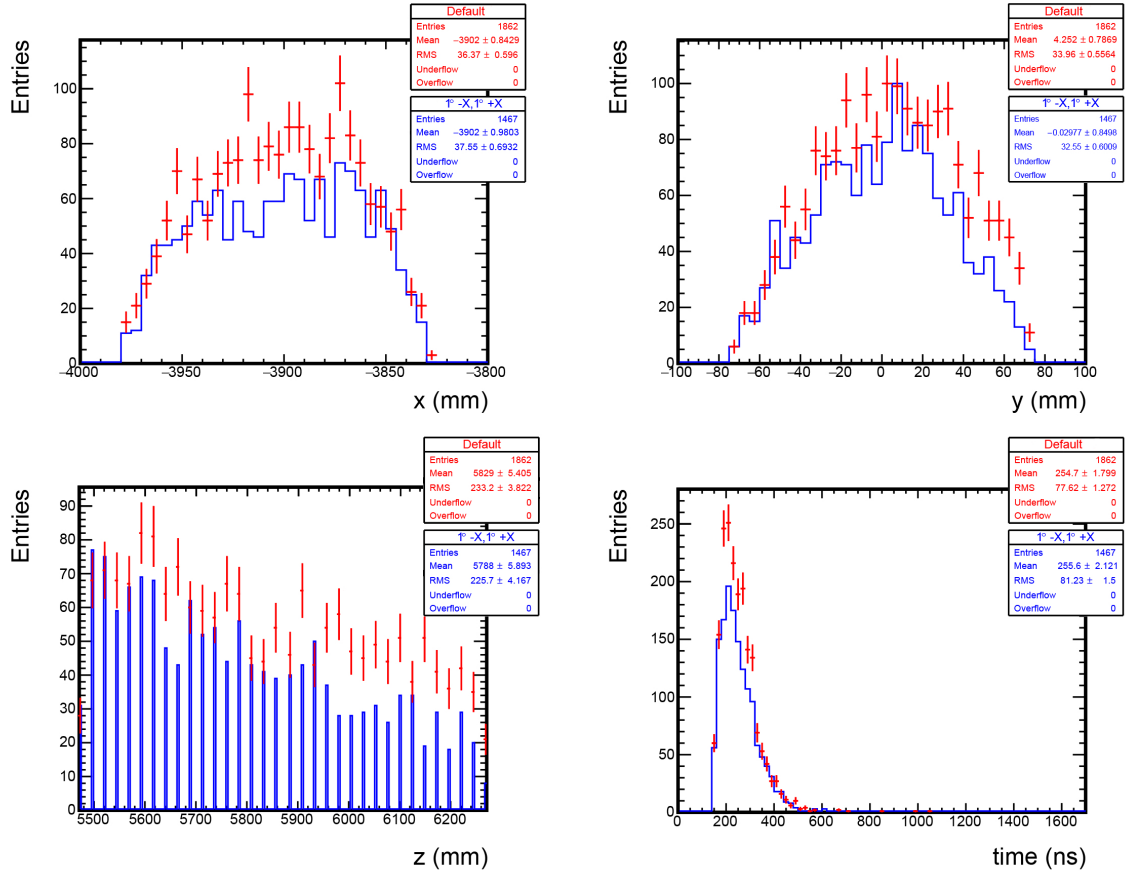 Default
Entries 1862
Mean −3902 ± 0.8429
RMS 36.37 ± 0.596
Underflow 0
Overflow 0
1° -X,1° +X
Entries 1467
Mean −3902 ± 0.9803
RMS 37.55 ± 0.6932
Underflow 0
Overflow 0
Entries
100
80
60
40
20
0
−4000 −3950 −3900 −3850 −3800
x (mm)
Default
Entries 1862
Mean 4.252 ± 0.7869
RMS 33.96 ± 0.5564
Underflow 0
Overflow 0
1° -X,1° +X
Entries 1467
Mean −0.02977 ± 0.8498
RMS 32.55 ± 0.6009
Underflow 0
Overflow 0
Entries
100
80
60
40
20
0
−100 −80 −60 −40 −20 0 20 40 60 80 100
y (mm)
Default
Entries 1862
Mean 5829 ± 5.405
RMS 233.2 ± 3.822
Underflow 0
Overflow 0
1° -X,1° +X
Entries 1467
Mean 5788 ± 5.893
RMS 225.7 ± 4.167
Underflow 0
Overflow 0
Entries
90
80
70
60
50
40
30
20
10
0
5500 5600 5700 5800 5900 6000 6100 6200
z (mm)
Default
Entries 1862
Mean 254.7 ± 1.799
RMS 77.62 ± 1.272
Underflow 0
Overflow 0
1° -X,1° +X
Entries 1467
Mean 255.6 ± 2.121
RMS 81.23 ± 1.5
Underflow 0
Overflow 0
Entries
250
200
150
100
50
0
0 200 400 600 800 1000 1200 1400 1600
time (ns)